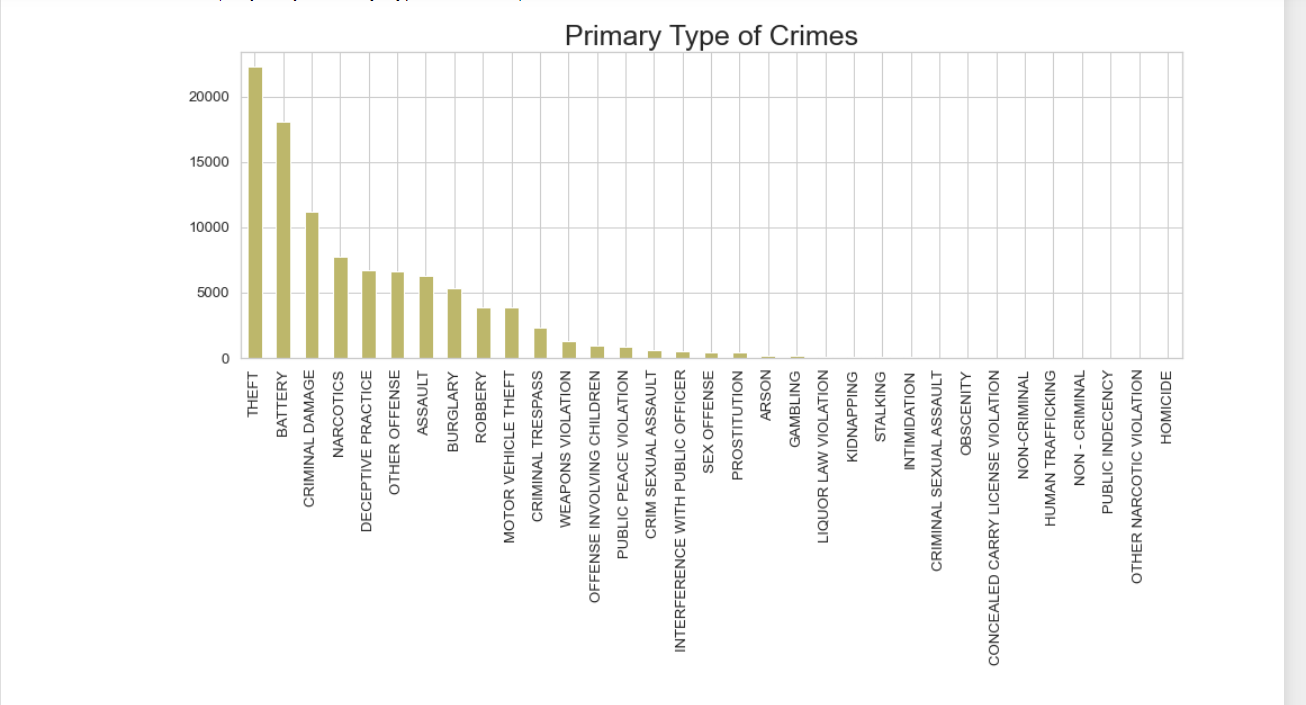 Primary Type of Crimes
20000
15000
10000
5000
0
THEFT
BATTERY
CRIMINAL DAMAGE
NARCOTICS
DECEPTIVE PRACTICE
OTHER OFFENSE
ASSAULT
BURGLARY
ROBBERY
MOTOR VEHICLE THEFT
CRIMINAL TRESPASS
WEAPONS VIOLATION
OFFENSE INVOLVING CHILDREN
PUBLIC PEACE VIOLATION
CRIM SEXUAL ASSAULT
INTERFERENCE WITH PUBLIC OFFICER
SEX OFFENSE
PROSTITUTION
ARSON
GAMBLING
LIQUOR LAW VIOLATION
KIDNAPPING
STALKING
INTIMIDATION
CRIMINAL SEXUAL ASSAULT
OBSCENITY
CONCEALED CARRY LICENSE VIOLATION
NON-CRIMINAL
HUMAN TRAFFICKING
NON - CRIMINAL
PUBLIC INDECENCY
OTHER NARCOTIC VIOLATION
HOMICIDE